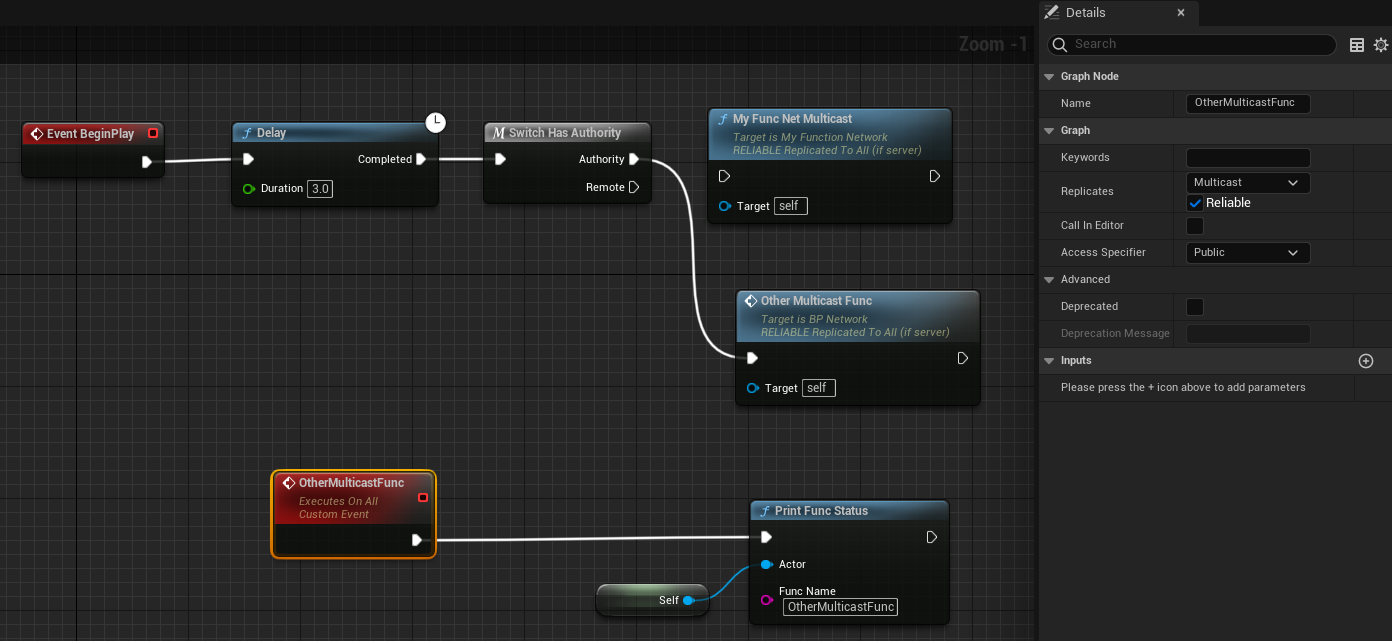 Details
Search
Zoom -1
Graph Node
Name
OtherMulticastFunc
Graph
Keywords
Replicates
Multicast
Reliable
Call In Editor
Access Specifier
Public
Advanced
Deprecated
Deprecation Message
Inputs
Please press the + icon above to add parameters
Event BeginPlay
Delay
Completed
Duration 3.0
Switch Has Authority
Authority
Remote
My Func Net Multicast
Target is My Function Network
RELIABLE Replicated To All (if server)
Target self
Other Multicast Func
Target is BP Network
RELIABLE Replicated To All (if server)
Target self
OtherMulticastFunc
Executes On All
Custom Event
Print Func Status
Actor
Func Name
OtherMulticastFunc
Self